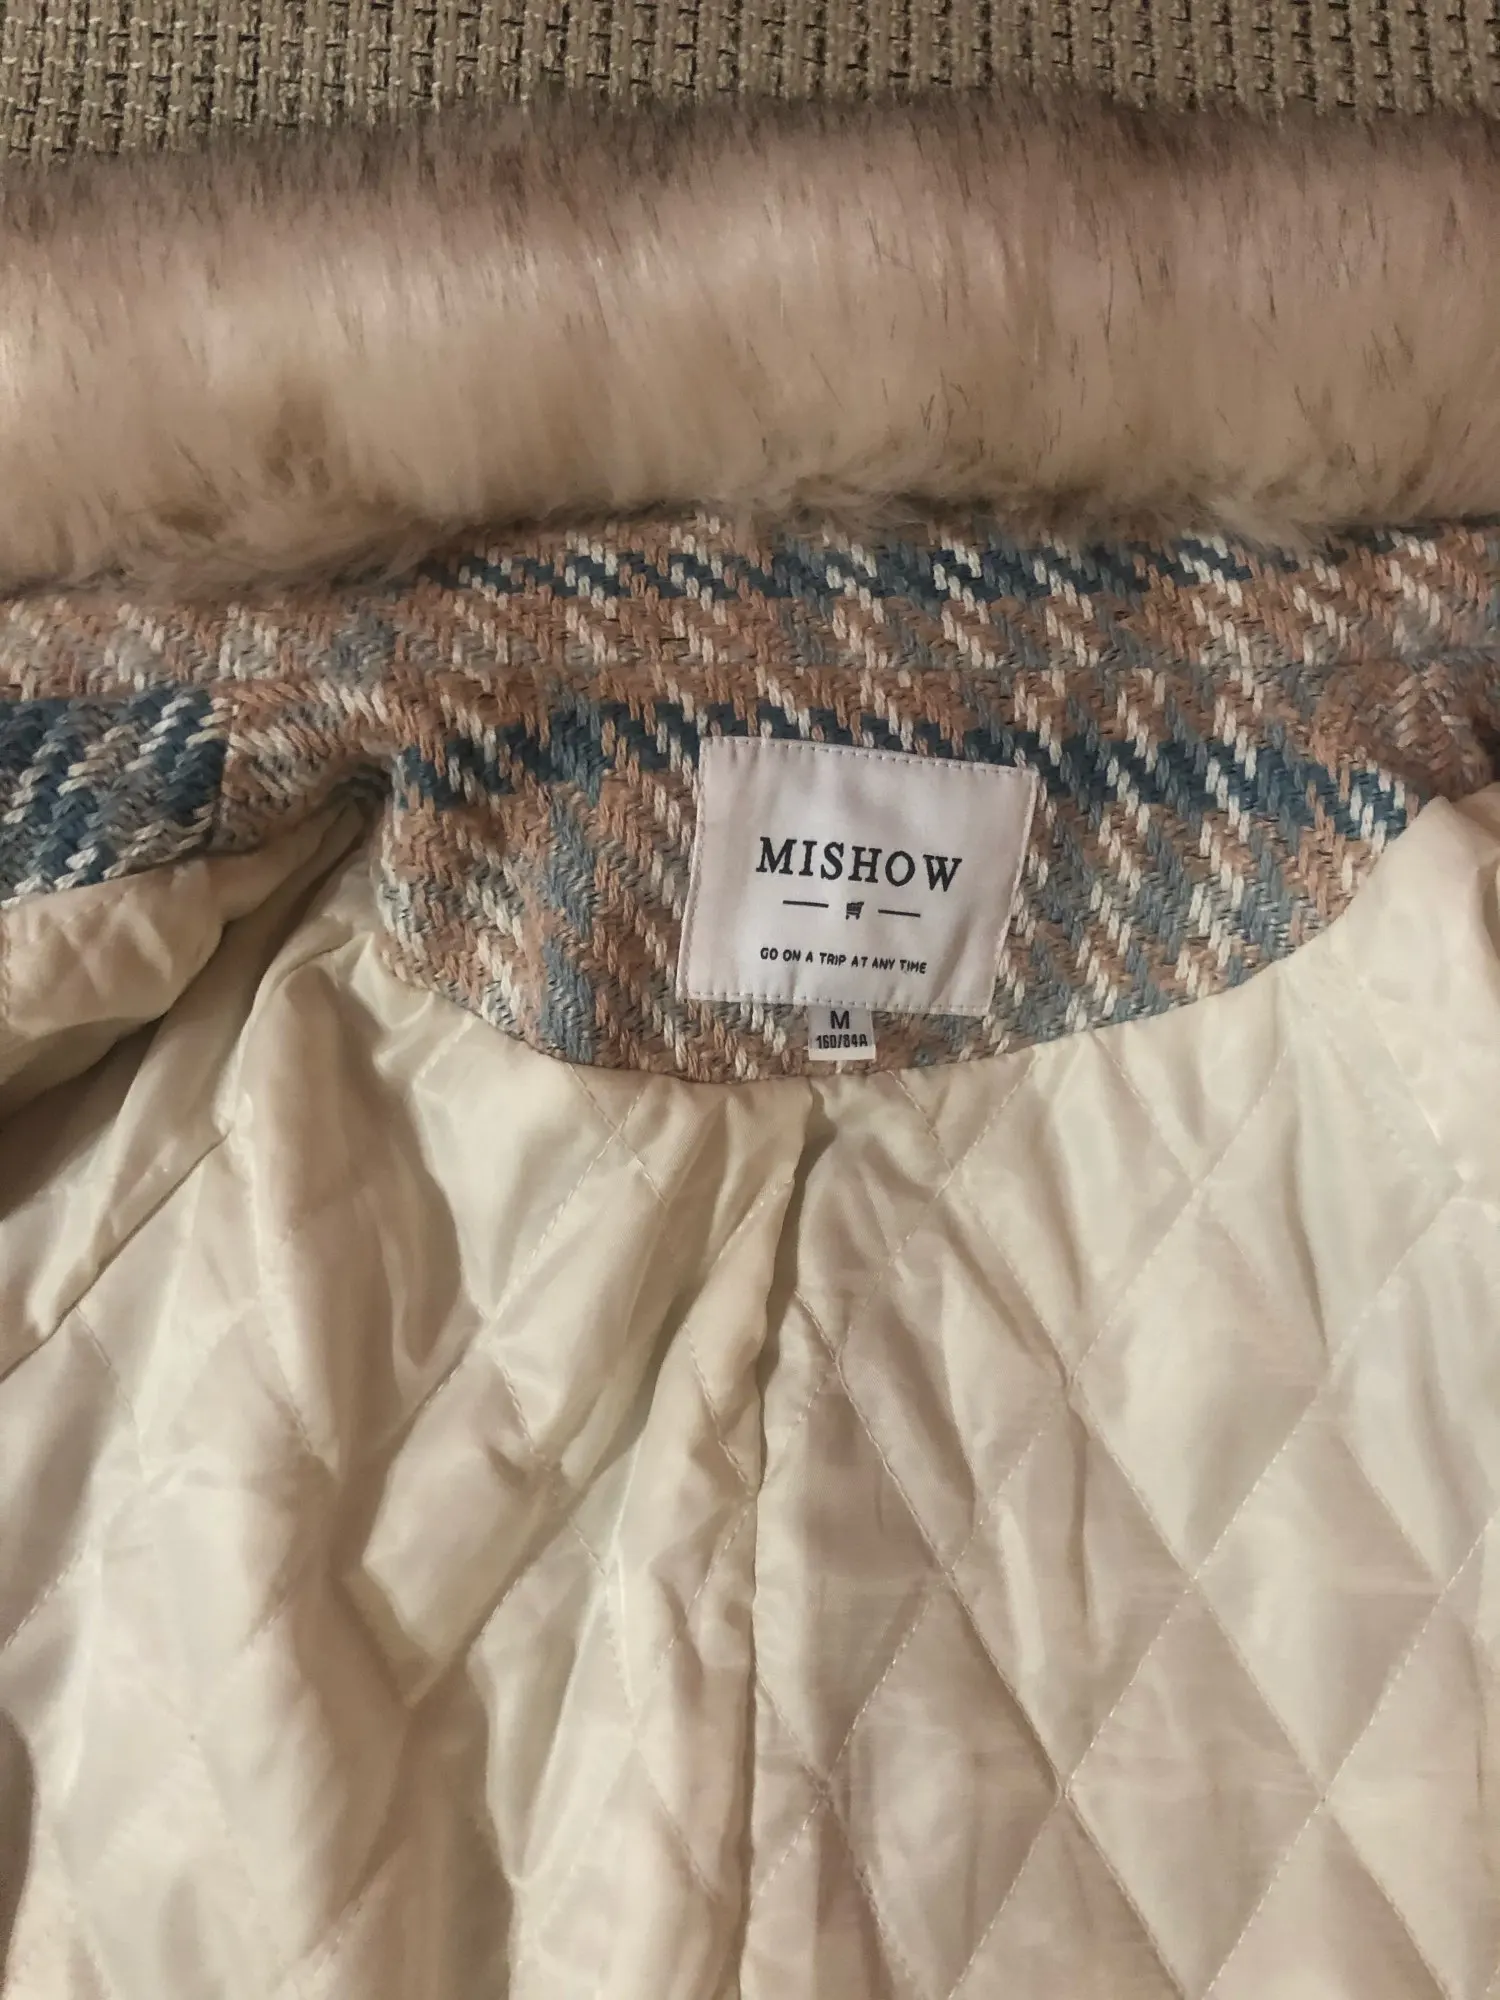 MISHOW
GO ON A TRIP AT ANY TIME
M
160/84A